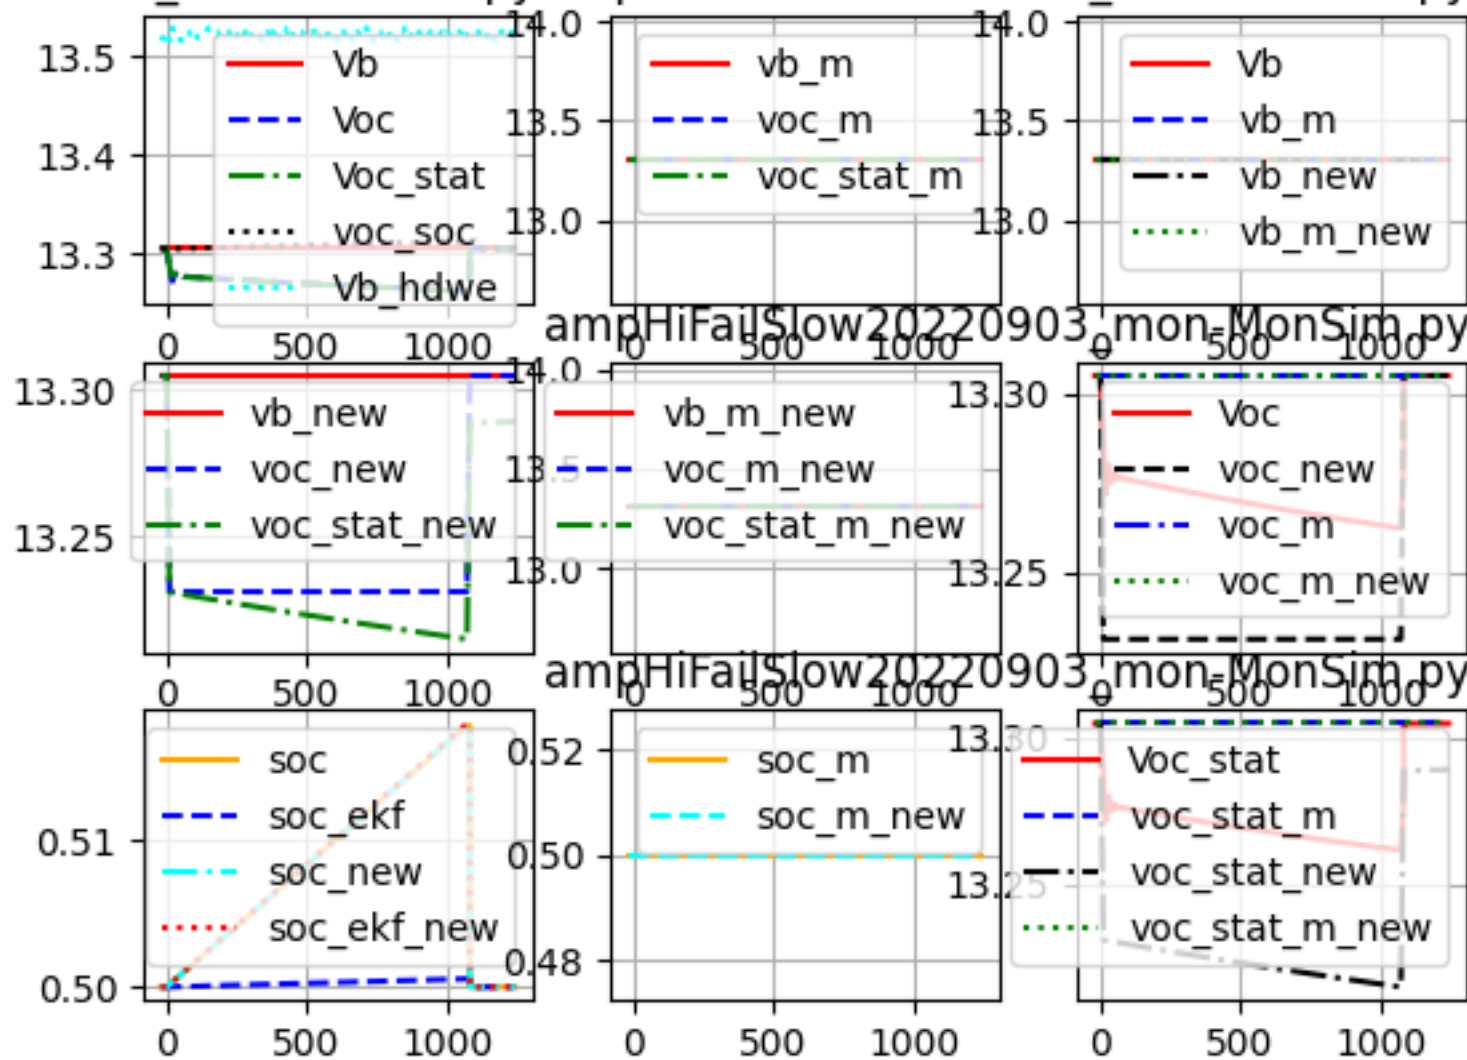 13.5
13.4
13.3
Vb
Voc
Voc_stat
voc_soc
Vb_hdwe
0 500 1000
14.0
13.5
13.0
vb_m
voc_m
voc_stat_m
0 500 1000
14.0
13.5
13.0
Vb
vb_m
vb_new
vb_m_new
0 500 1000
ampHiFailSlow20220903_mon-MonSim.py
13.30
13.25
vb_new
voc_new
voc_stat_new
0 500 1000
14.0
13.5
13.0
vb_m_new
voc_m_new
voc_stat_m_new
0 500 1000
13.30
13.25
Voc
voc_new
voc_m
voc_m_new
0 500 1000
ampHiFailSlow20220903_mon-MonSim.py
0.51
0.50
soc
soc_ekf
soc_new
soc_ekf_new
0 500 1000
0.52
0.50
0.48
soc_m
soc_m_new
0 500 1000
13.30
13.25
Voc_stat
voc_stat_m
voc_stat_new
voc_stat_m_new
0 500 1000